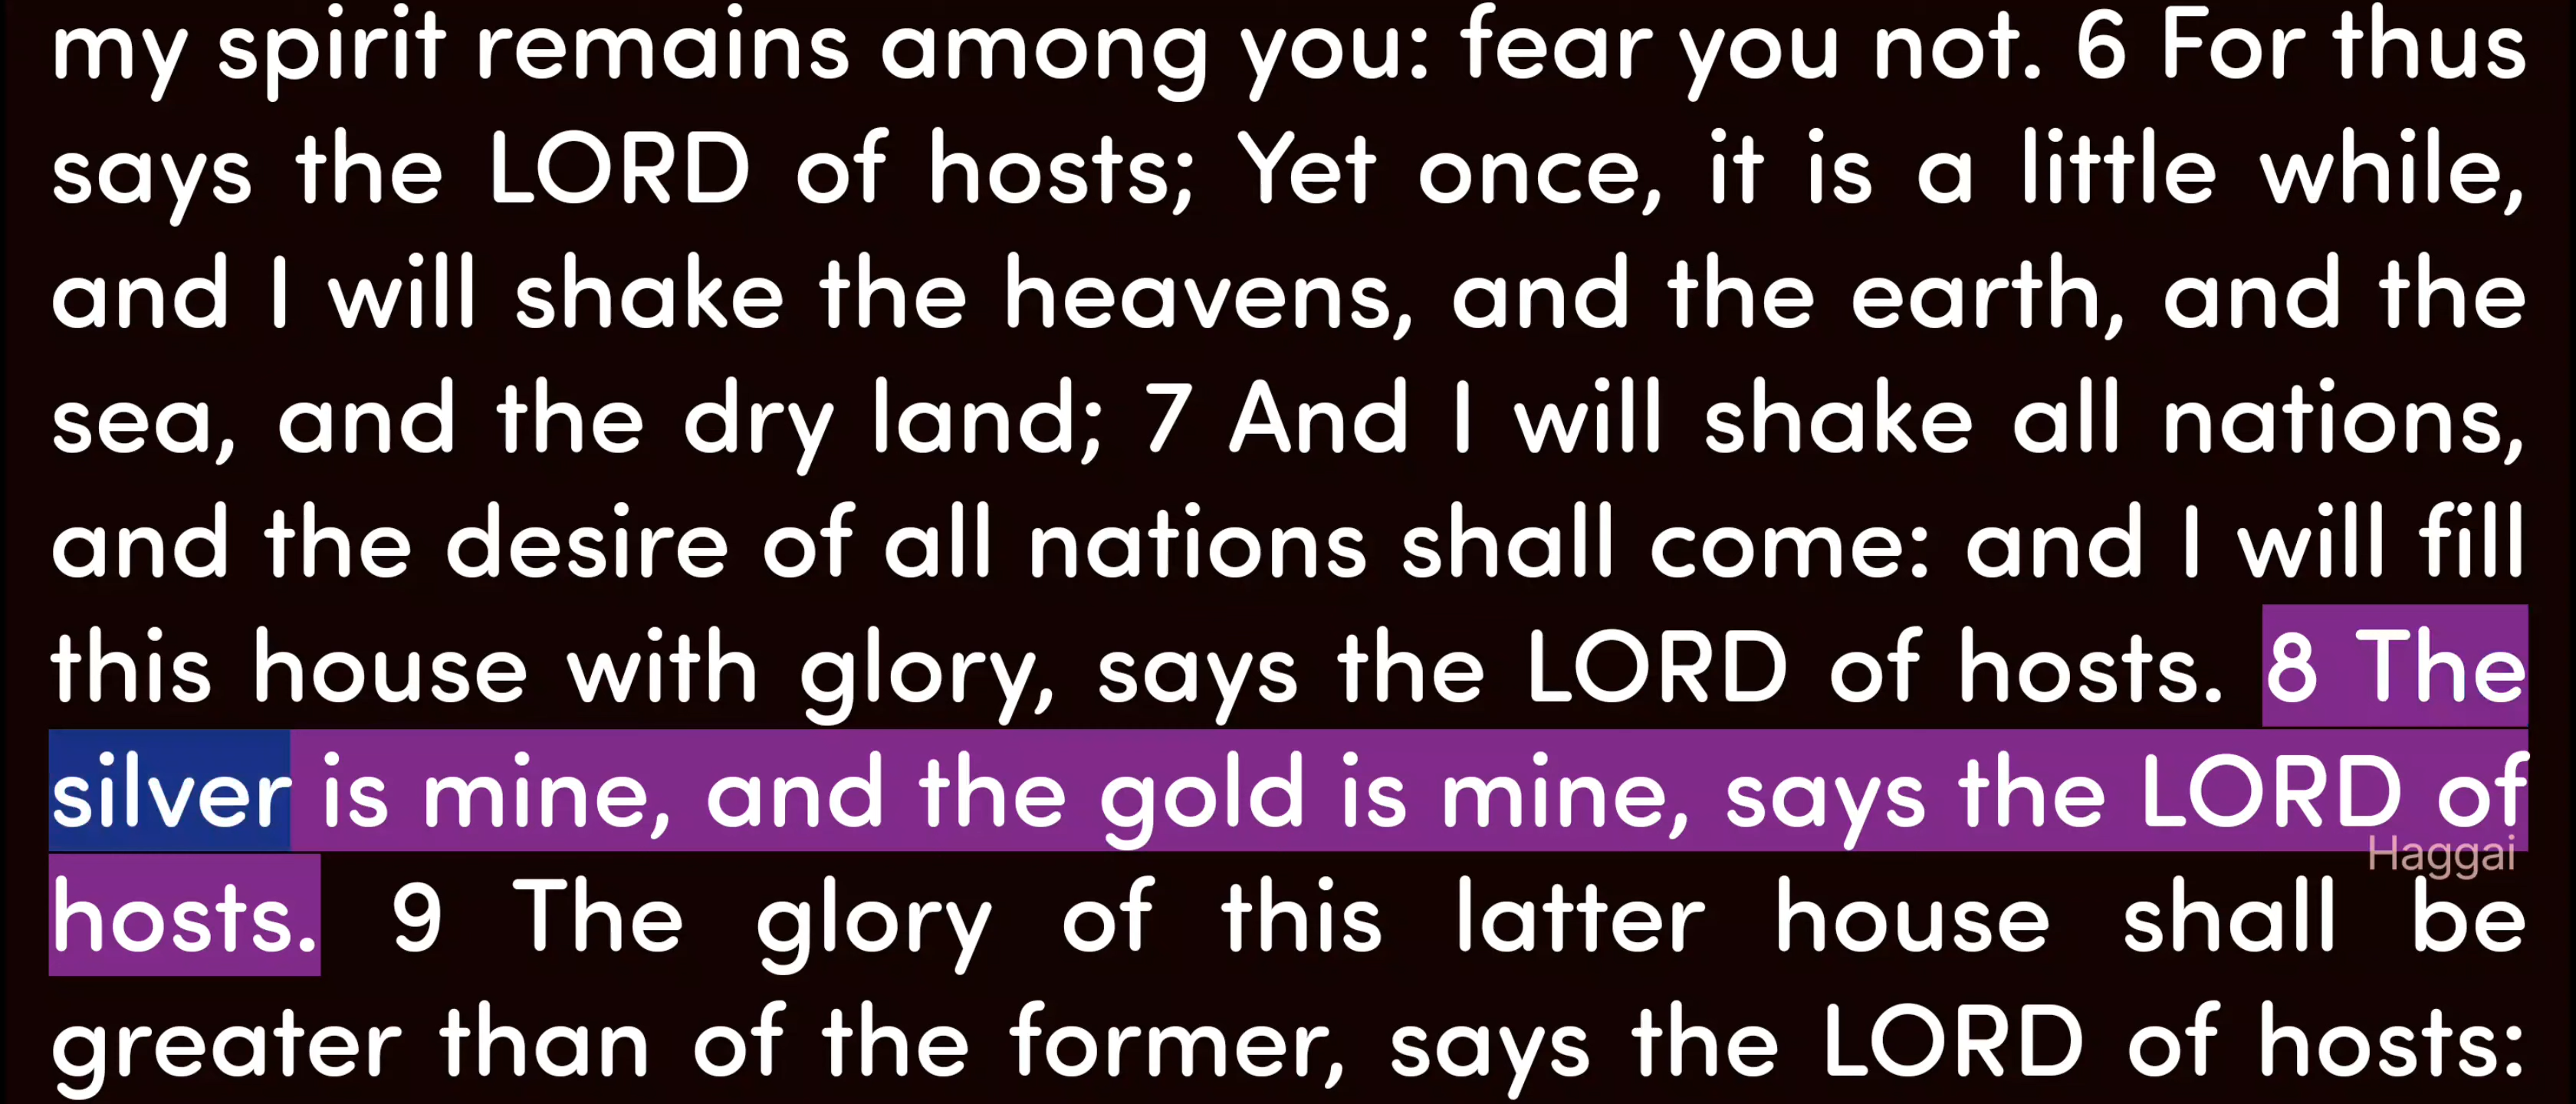 my spirit remains among you: fear you not. 6 For thus
says the LORD of hosts; Yet once, it is a little while,
and I will shake the heavens, and the earth, and the
sea, and the dry land; 7 And I will shake all nations,
and the desire of all nations shall come: and I will fill
this house with glory, says the LORD of hosts. 8 The
silver is mine, and the gold is mine, says the LORD of
Haggai
hosts. 9 The glory of this latter house shall be
greater than of the former, says the LORD of hosts: